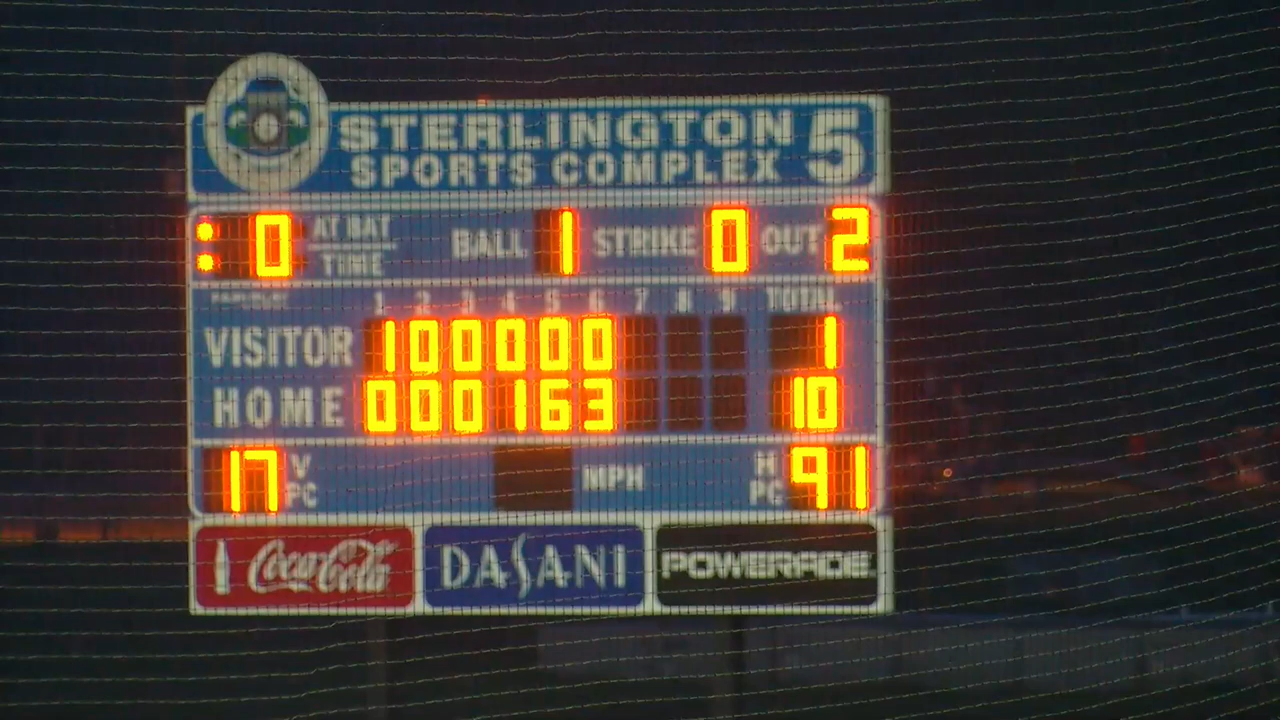 STERLINGTON
SPORTS COMPLEX 5
: 0 AT BAT TIME BALL 1 STRIKE 0 OUT 2
1 2 3 4 5 6 7 8 9 TOTAL
VISITOR 1 0 0 0 0 0 1
HOME 0 0 0 1 6 3 10
17 V PC MPH H PC 91
Coca-Cola DASANI POWERADE